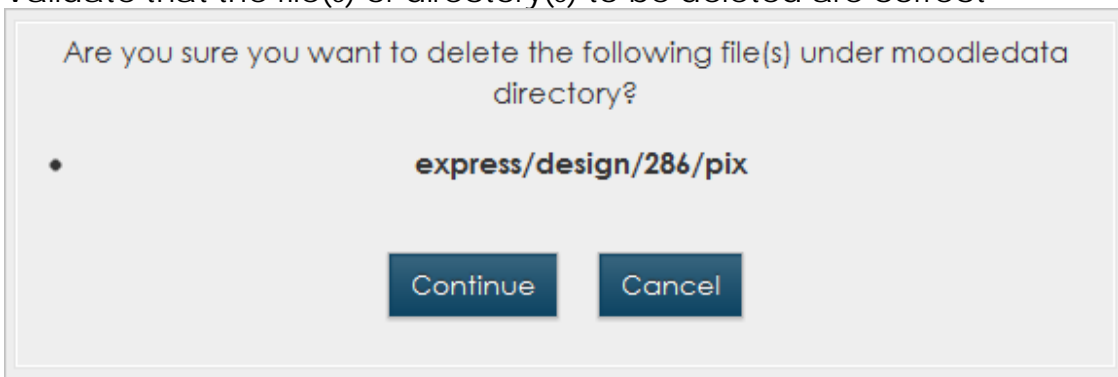 Validate that the file(s) or directory(s) to be deleted are correct
Are you sure you want to delete the following file(s) under moodledata
directory?
• express/design/286/pix
Continue Cancel